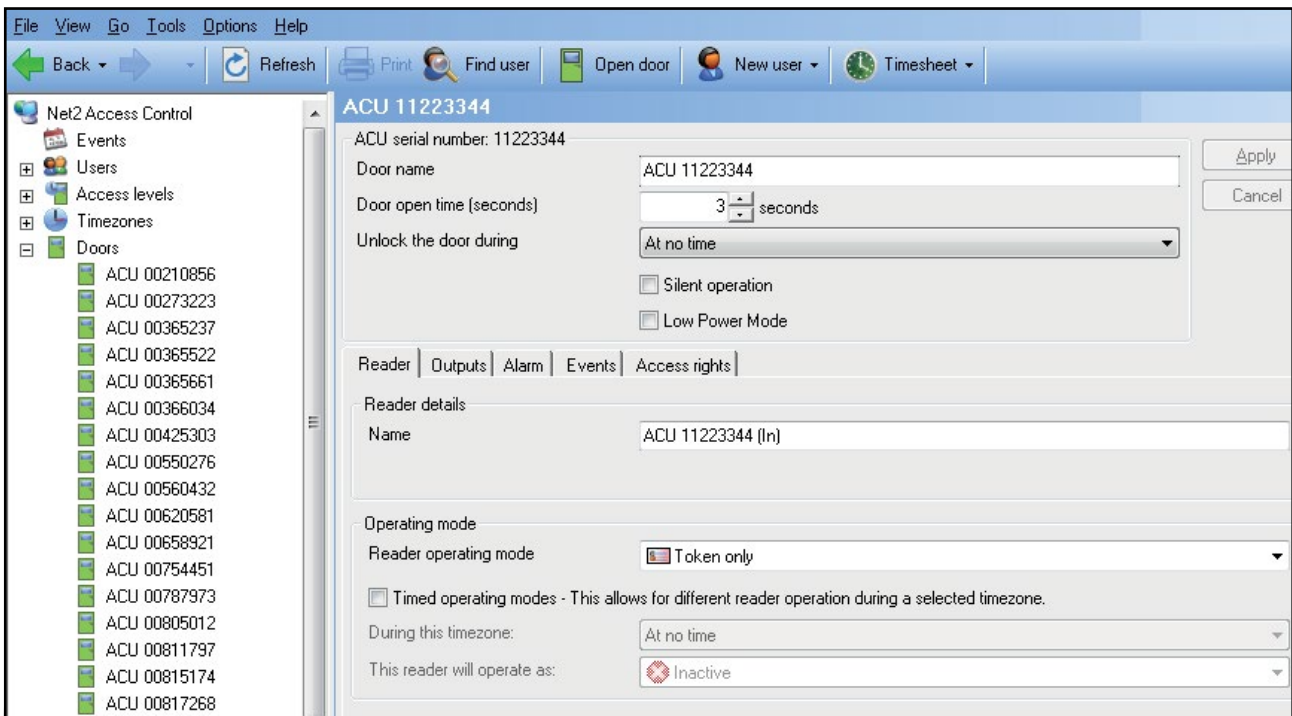 File View Go Tools Options Help
Back Refresh Print Find user Open door New user Timesheet
Net2 Access Control
Events
Users
Access levels
Timezones
Doors
ACU 00210856
ACU 00273223
ACU 00365237
ACU 00365522
ACU 00365661
ACU 00366034
ACU 00425303
ACU 00550276
ACU 00560432
ACU 00620581
ACU 00658921
ACU 00754451
ACU 00787973
ACU 00805012
ACU 00811797
ACU 00815174
ACU 00817268
ACU 11223344
ACU serial number: 11223344
Door name ACU 11223344
Door open time (seconds) 3 seconds
Unlock the door during At no time
Silent operation
Low Power Mode
Apply
Cancel
Reader Outputs Alarm Events Access rights
Reader details
Name ACU 11223344 (In)
Operating mode
Reader operating mode Token only
Timed operating modes - This allows for different reader operation during a selected timezone.
During this timezone: At no time
This reader will operate as: Inactive